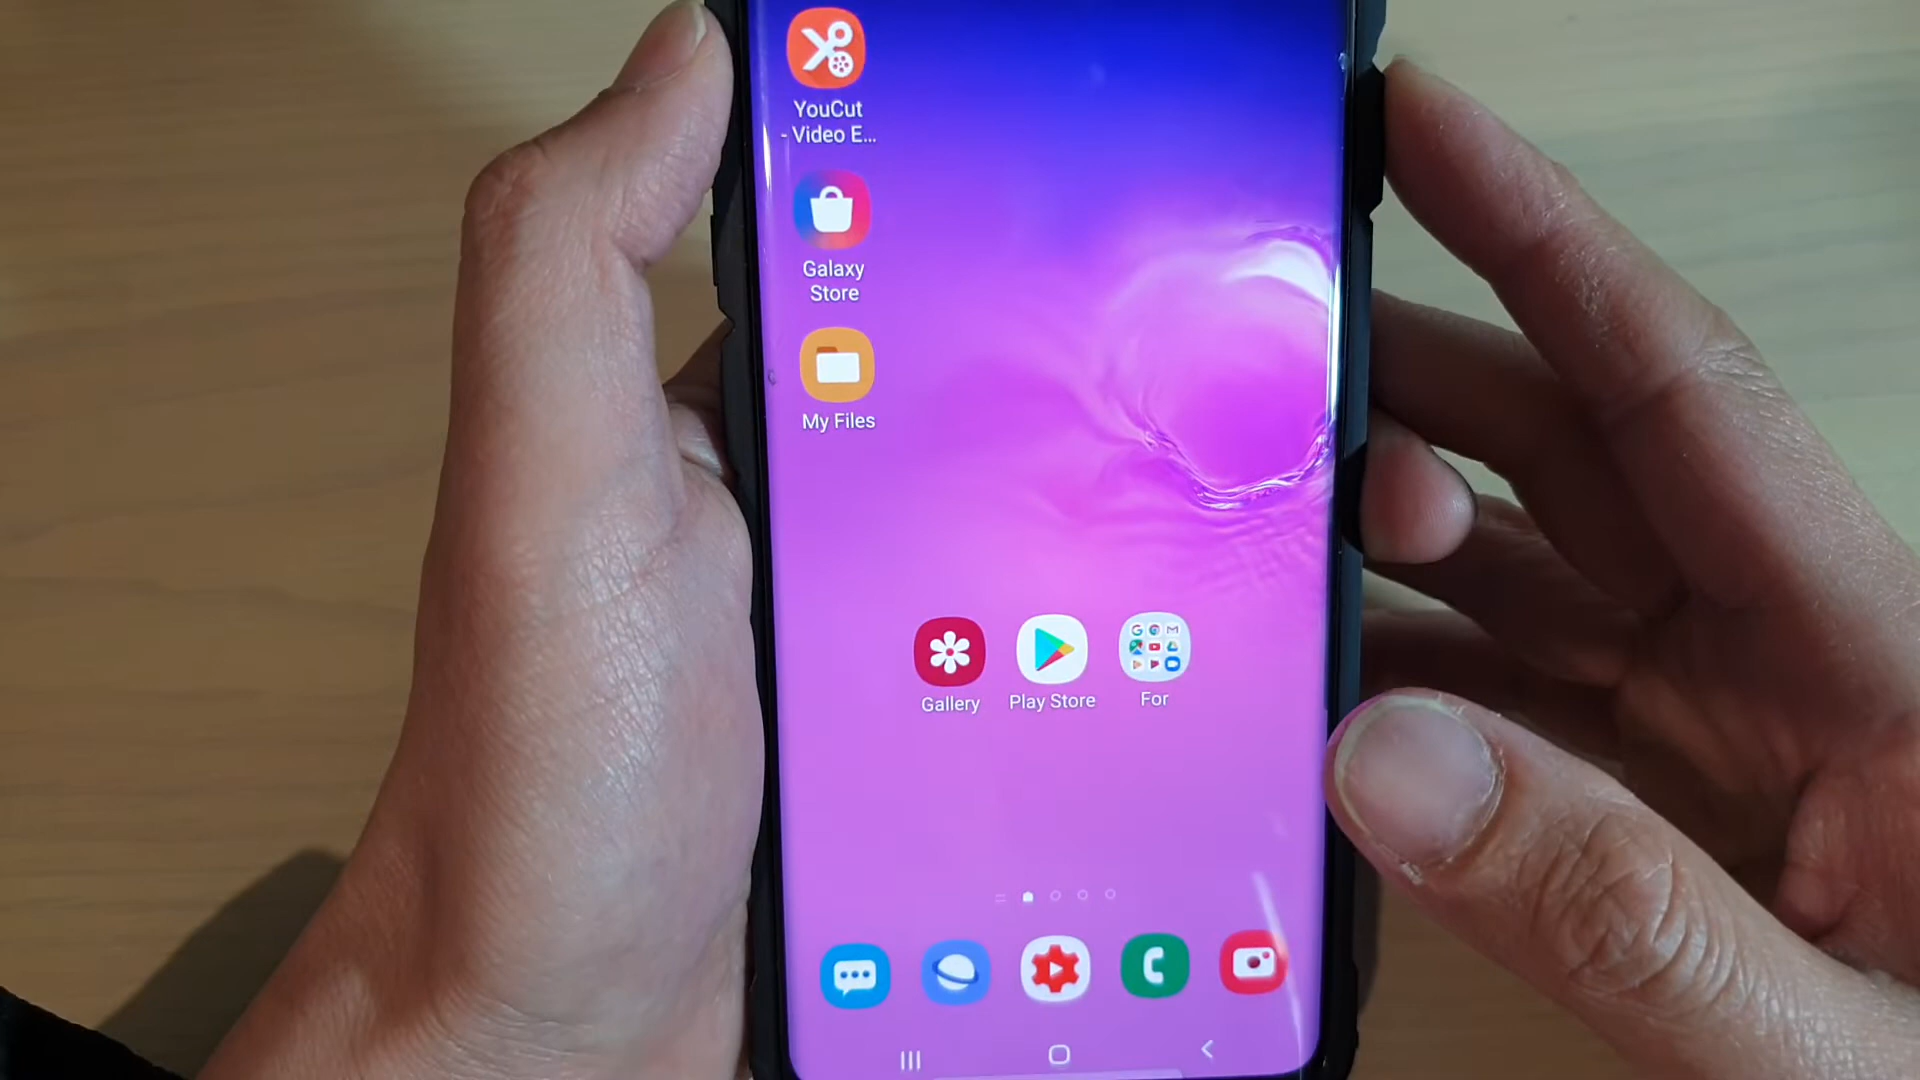 YouCut
- Video E...
Galaxy
Store
My Files
Gallery
Play Store
For